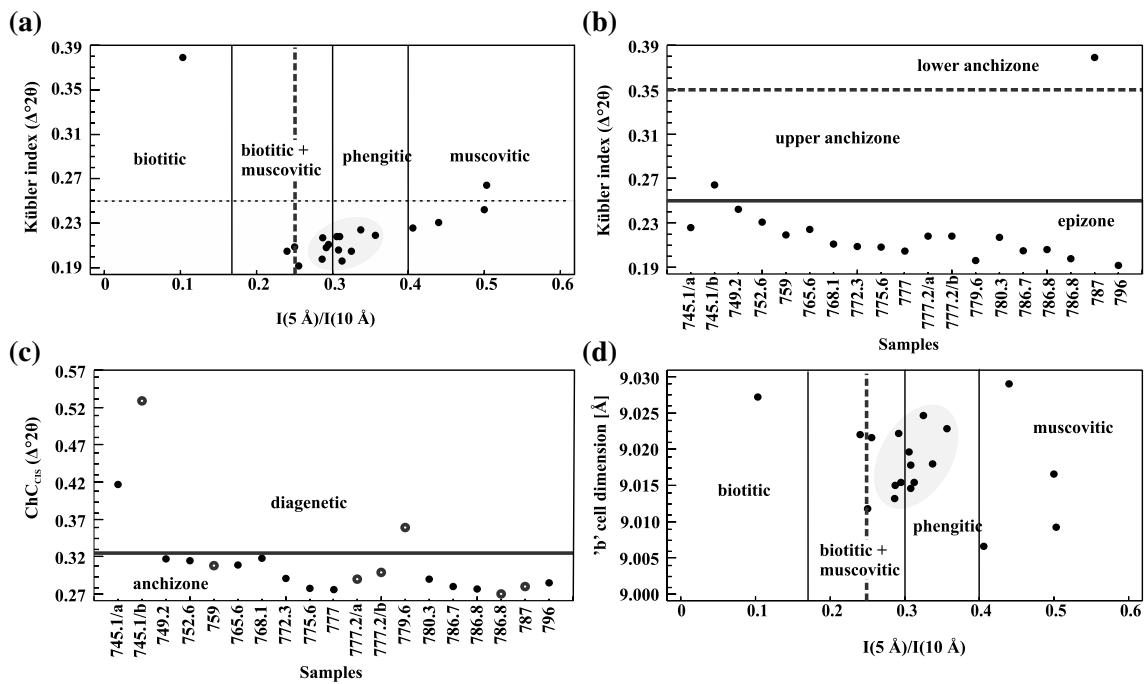 (a)
0.39
0.35
0.31
0.27
0.23
0.19
Kübler index (Δ°2θ)
biotitic
biotitic +
muscovitic
phengitic
muscovitic
0
0.1
0.2
0.3
0.4
0.5
0.6
I(5 Å)/I(10 Å)
(b)
0.39
0.35
0.31
0.27
0.23
0.19
Kübler index (Δ°2θ)
lower anchizone
upper anchizone
epizone
745.1/a
745.1/b
749.2
752.6
759
765.6
768.1
772.3
775.6
777
777.2/a
777.2/b
779.6
780.3
786.7
786.8
786.8
787
796
Samples
(c)
0.57
0.52
0.47
0.42
0.37
0.32
0.27
ChC CIS (Δ°2θ)
diagenetic
anchizone
745.1/a
745.1/b
749.2
752.6
759
765.6
768.1
772.3
775.6
777
777.2/a
777.2/b
779.6
780.3
786.7
786.8
786.8
787
796
Samples
(d)
9.030
9.025
9.020
9.015
9.010
9.005
9.000
'b' cell dimension [Å]
biotitic
biotitic +
muscovitic
phengitic
muscovitic
0
0.1
0.2
0.3
0.4
0.5
0.6
I(5 Å)/I(10 Å)